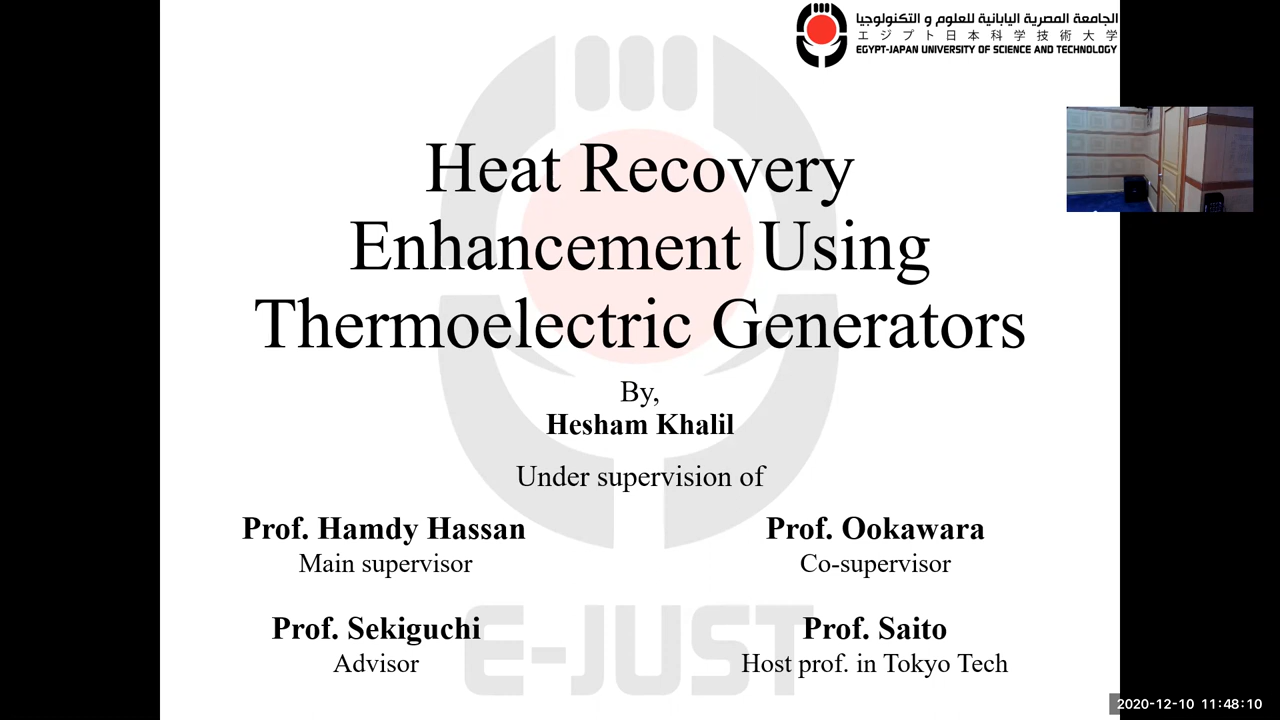 الجامعة المصرية اليابانية للعلوم و التكنولوجيا
エジプト日本科学技術大学
EGYPT-JAPAN UNIVERSITY OF SCIENCE AND TECHNOLOGY
Heat Recovery
Enhancement Using
Thermoelectric Generators
By,
Hesham Khalil
Under supervision of
Prof. Hamdy Hassan
Main supervisor
Prof. Ookawara
Co-supervisor
Prof. Sekiguchi
Advisor
Prof. Saito
Host prof. in Tokyo Tech
E-JUST
2020-12-10 11:48:10